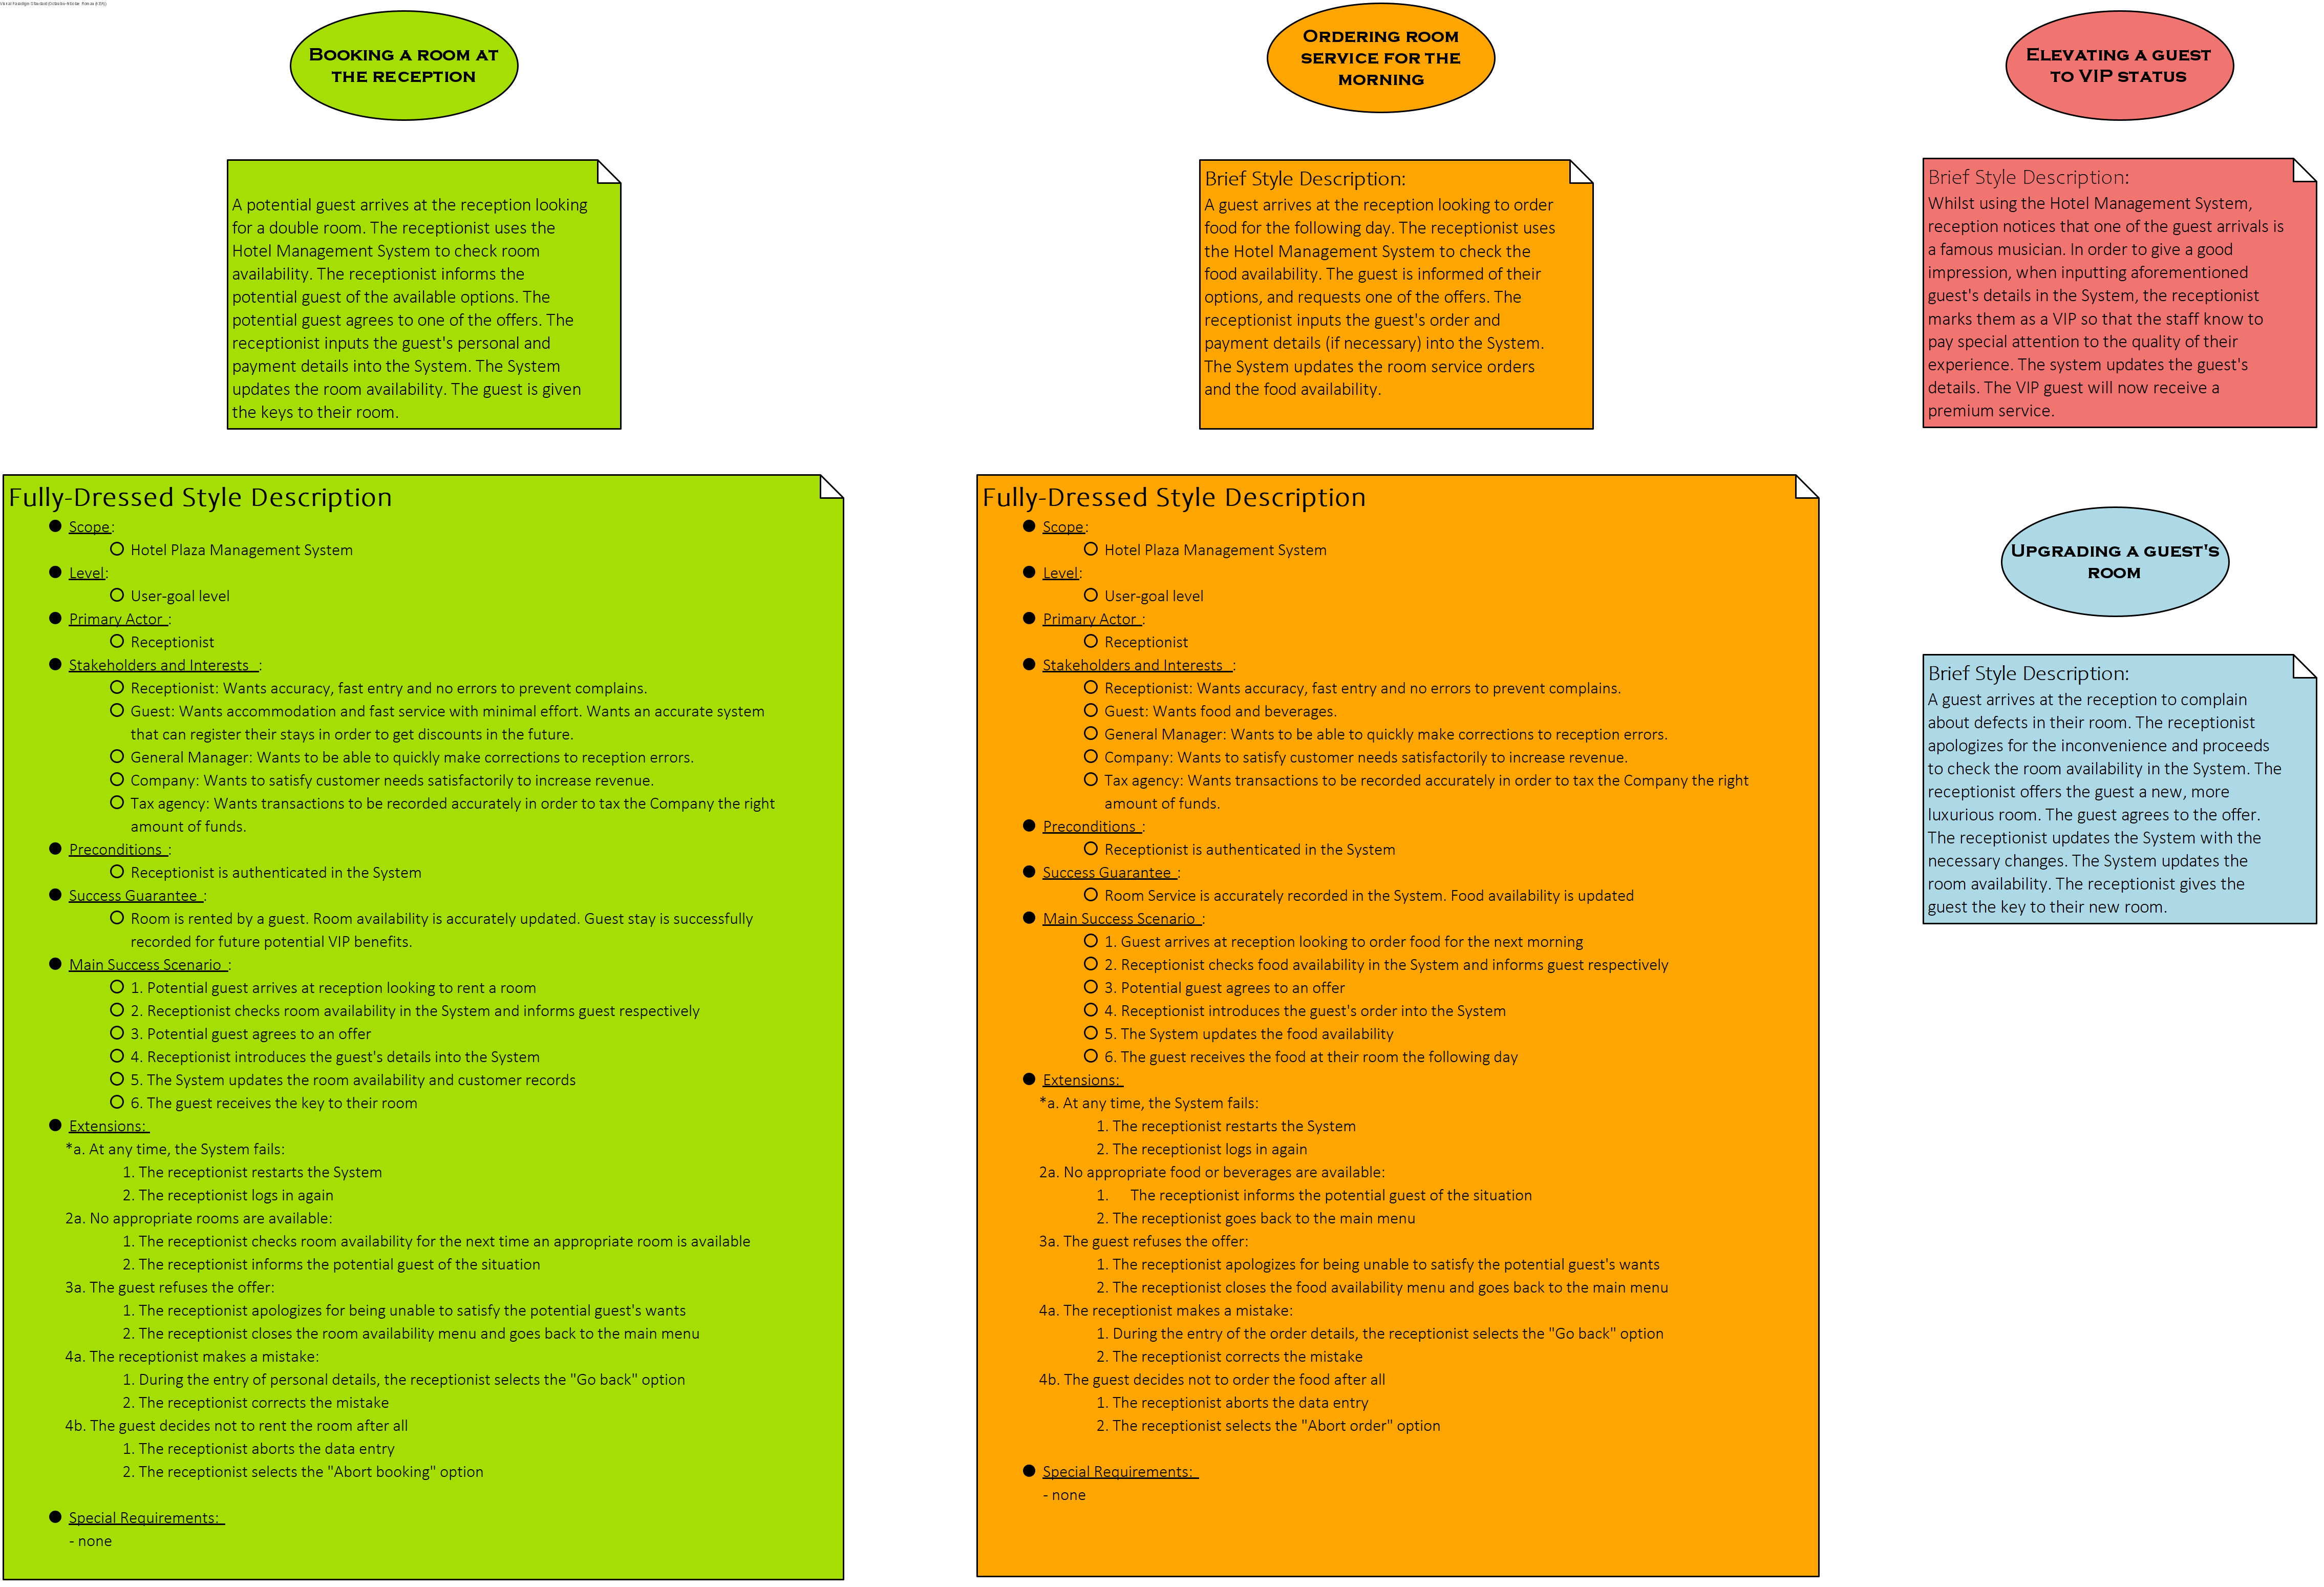 Visual Paradigm Standard(Octavian-Hotelier Roman (KEA))
BOOKING A ROOM AT
THE RECEPTION
A potential guest arrives at the reception looking
for a double room. The receptionist uses the
Hotel Management System to check room
availability. The receptionist informs the
potential guest of the available options. The
potential guest agrees to one of the offers. The
receptionist inputs the guest's personal and
payment details into the System. The System
updates the room availability. The guest is given
the keys to their room.
Fully-Dressed Style Description
● Scope:
○ Hotel Plaza Management System
● Level:
○ User-goal level
● Primary Actor :
○ Receptionist
● Stakeholders and Interests :
○ Receptionist: Wants accuracy, fast entry and no errors to prevent complains.
○ Guest: Wants accommodation and fast service with minimal effort. Wants an accurate system
that can register their stays in order to get discounts in the future.
○ General Manager: Wants to be able to quickly make corrections to reception errors.
○ Company: Wants to satisfy customer needs satisfactorily to increase revenue.
○ Tax agency: Wants transactions to be recorded accurately in order to tax the Company the right
amount of funds.
● Preconditions :
○ Receptionist is authenticated in the System
● Success Guarantee :
○ Room is rented by a guest. Room availability is accurately updated. Guest stay is successfully
recorded for future potential VIP benefits.
● Main Success Scenario :
○ 1. Potential guest arrives at reception looking to rent a room
○ 2. Receptionist checks room availability in the System and informs guest respectively
○ 3. Potential guest agrees to an offer
○ 4. Receptionist introduces the guest's details into the System
○ 5. The System updates the room availability and customer records
○ 6. The guest receives the key to their room
● Extensions:
*a. At any time, the System fails:
1. The receptionist restarts the System
2. The receptionist logs in again
2a. No appropriate rooms are available:
1. The receptionist checks room availability for the next time an appropriate room is available
2. The receptionist informs the potential guest of the situation
3a. The guest refuses the offer:
1. The receptionist apologizes for being unable to satisfy the potential guest's wants
2. The receptionist closes the room availability menu and goes back to the main menu
4a. The receptionist makes a mistake:
1. During the entry of personal details, the receptionist selects the "Go back" option
2. The receptionist corrects the mistake
4b. The guest decides not to rent the room after all
1. The receptionist aborts the data entry
2. The receptionist selects the "Abort booking" option
● Special Requirements:
- none
ORDERING ROOM
SERVICE FOR THE
MORNING
Brief Style Description:
A guest arrives at the reception looking to order
food for the following day. The receptionist uses
the Hotel Management System to check the
food availability. The guest is informed of their
options, and requests one of the offers. The
receptionist inputs the guest's order and
payment details (if necessary) into the System.
The System updates the room service orders
and the food availability.
Fully-Dressed Style Description
● Scope:
○ Hotel Plaza Management System
● Level:
○ User-goal level
● Primary Actor :
○ Receptionist
● Stakeholders and Interests :
○ Receptionist: Wants accuracy, fast entry and no errors to prevent complains.
○ Guest: Wants food and beverages.
○ General Manager: Wants to be able to quickly make corrections to reception errors.
○ Company: Wants to satisfy customer needs satisfactorily to increase revenue.
○ Tax agency: Wants transactions to be recorded accurately in order to tax the Company the right
amount of funds.
● Preconditions :
○ Receptionist is authenticated in the System
● Success Guarantee :
○ Room Service is accurately recorded in the System. Food availability is updated
● Main Success Scenario :
○ 1. Guest arrives at reception looking to order food for the next morning
○ 2. Receptionist checks food availability in the System and informs guest respectively
○ 3. Potential guest agrees to an offer
○ 4. Receptionist introduces the guest's order into the System
○ 5. The System updates the food availability
○ 6. The guest receives the food at their room the following day
● Extensions:
*a. At any time, the System fails:
1. The receptionist restarts the System
2. The receptionist logs in again
2a. No appropriate food or beverages are available:
1. The receptionist informs the potential guest of the situation
2. The receptionist goes back to the main menu
3a. The guest refuses the offer:
1. The receptionist apologizes for being unable to satisfy the potential guest's wants
2. The receptionist closes the food availability menu and goes back to the main menu
4a. The receptionist makes a mistake:
1. During the entry of the order details, the receptionist selects the "Go back" option
2. The receptionist corrects the mistake
4b. The guest decides not to order the food after all
1. The receptionist aborts the data entry
2. The receptionist selects the "Abort order" option
● Special Requirements:
- none
ELEVATING A GUEST
TO VIP STATUS
Brief Style Description:
Whilst using the Hotel Management System,
reception notices that one of the guest arrivals is
a famous musician. In order to give a good
impression, when inputting aforementioned
guest's details in the System, the receptionist
marks them as a VIP so that the staff know to
pay special attention to the quality of their
experience. The system updates the guest's
details. The VIP guest will now receive a
premium service.
UPGRADING A GUEST'S
ROOM
Brief Style Description:
A guest arrives at the reception to complain
about defects in their room. The receptionist
apologizes for the inconvenience and proceeds
to check the room availability in the System. The
receptionist offers the guest a new, more
luxurious room. The guest agrees to the offer.
The receptionist updates the System with the
necessary changes. The System updates the
room availability. The receptionist gives the
guest the key to their new room.